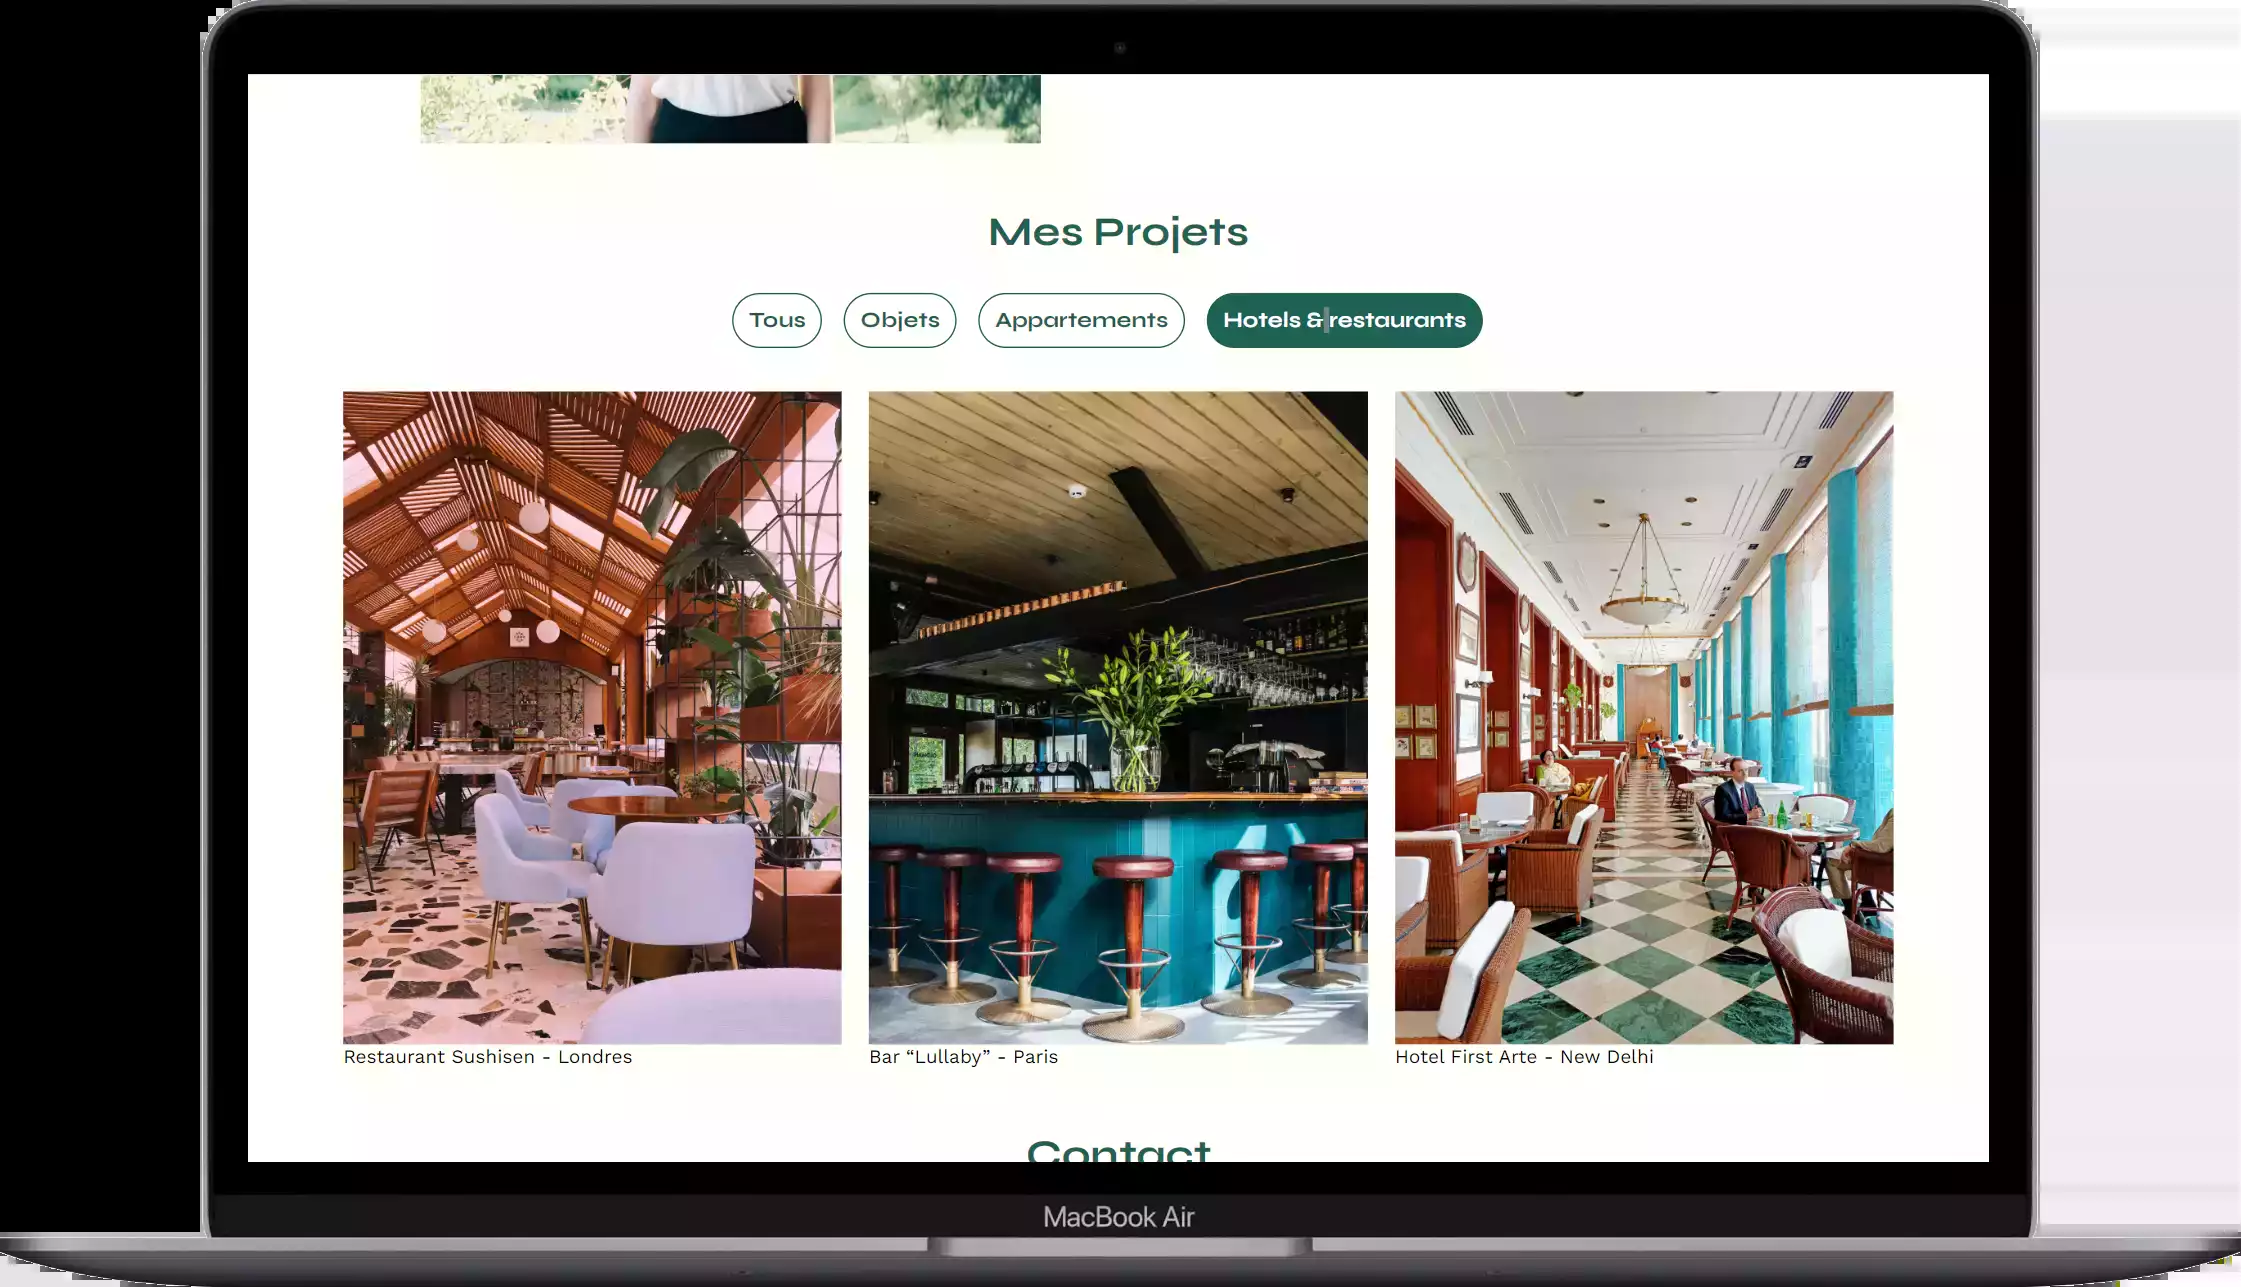 Mes Projets
Tous
Objets
Appartements
Hotels & restaurants
Restaurant Sushisen - Londres
Bar “Lullaby” - Paris
Hotel First Arte - New Delhi
Contact
MacBook Air